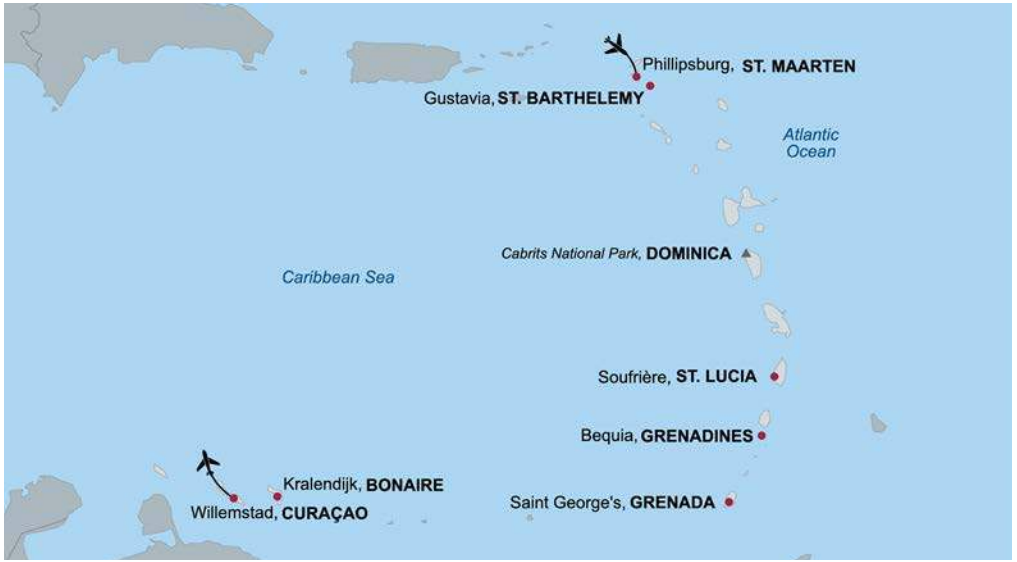 Phillipsburg, ST. MAARTEN
Gustavia, ST. BARTHELEMY
Atlantic
Ocean
Cabrits National Park, DOMINICA
Caribbean Sea
Soufrière, ST. LUCIA
Bequia, GRENADINES
Kralendijk, BONAIRE
Saint George's, GRENADA
Willemstad, CURAÇAO